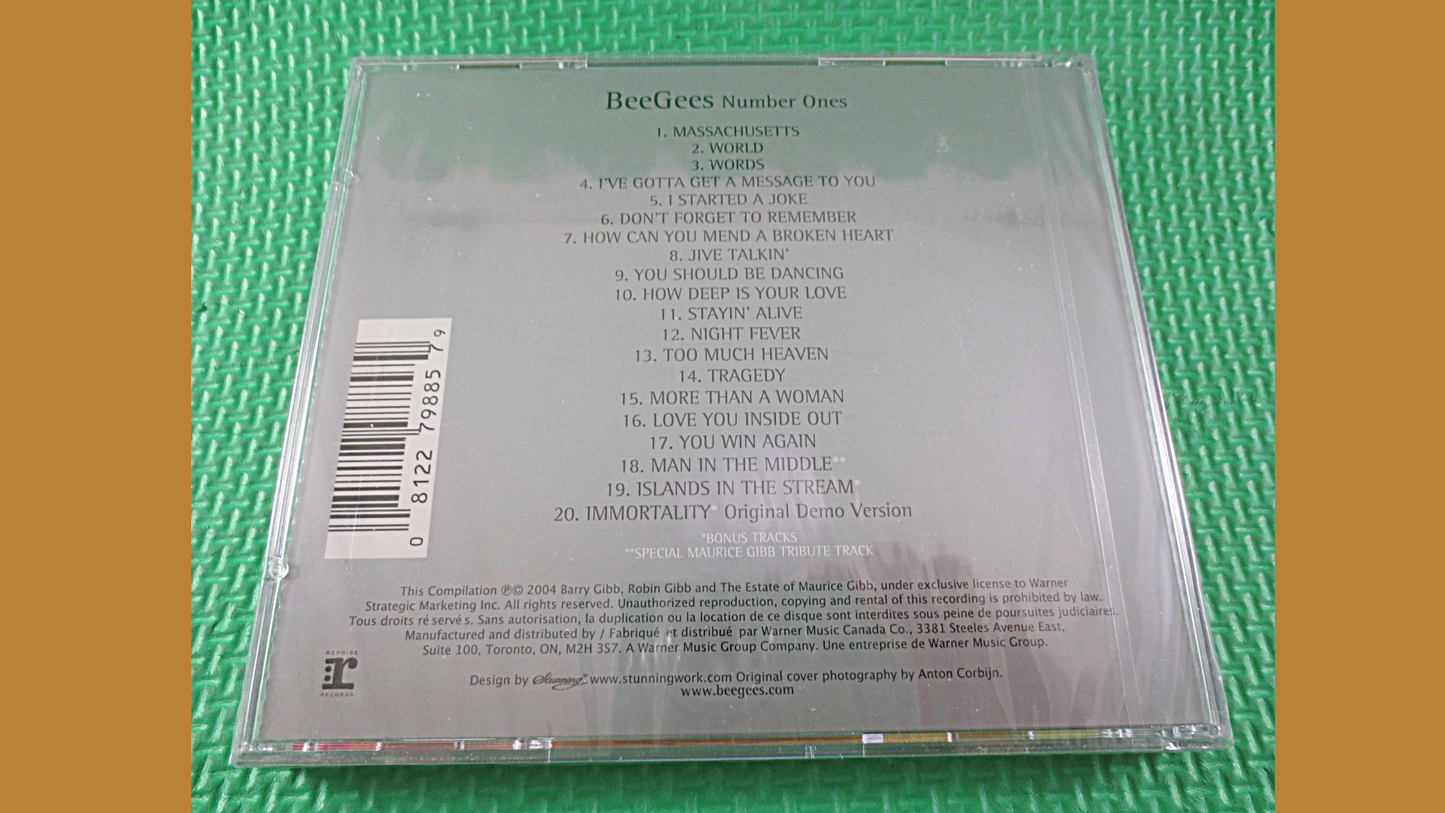 BeeGees Number Ones
1. MASSACHUSETTS
2. WORLD
3. WORDS
4. I'VE GOTTA GET A MESSAGE TO YOU
5. I STARTED A JOKE
6. DON'T FORGET TO REMEMBER
7. HOW CAN YOU MEND A BROKEN HEART
8. JIVE TALKIN'
9. YOU SHOULD BE DANCING
10. HOW DEEP IS YOUR LOVE
11. STAYIN' ALIVE
12. NIGHT FEVER
13. TOO MUCH HEAVEN
14. TRAGEDY
15. MORE THAN A WOMAN
16. LOVE YOU INSIDE OUT
17. YOU WIN AGAIN
18. MAN IN THE MIDDLE**
19. ISLANDS IN THE STREAM*
20. IMMORTALITY* Original Demo Version
*BONUS TRACKS
**SPECIAL MAURICE GIBB TRIBUTE TRACK
0 8122 79885 7 9
This Compilation ℗© 2004 Barry Gibb, Robin Gibb and The Estate of Maurice Gibb, under exclusive license to Warner
Strategic Marketing Inc. All rights reserved. Unauthorized reproduction, copying and rental of this recording is prohibited by law.
Tous droits ré servé s. Sans autorisation, la duplication ou la location de ce disque sont interdites sous peine de poursuites judiciaires.
Manufactured and distributed by / Fabriqué et distribué par Warner Music Canada Co., 3381 Steeles Avenue East,
Suite 100, Toronto, ON, M2H 3S7. A Warner Music Group Company. Une entreprise de Warner Music Group.
REPRISE
r
RECORDS
Design by Stunning® www.stunningwork.com Original cover photography by Anton Corbijn.
www.beegees.com